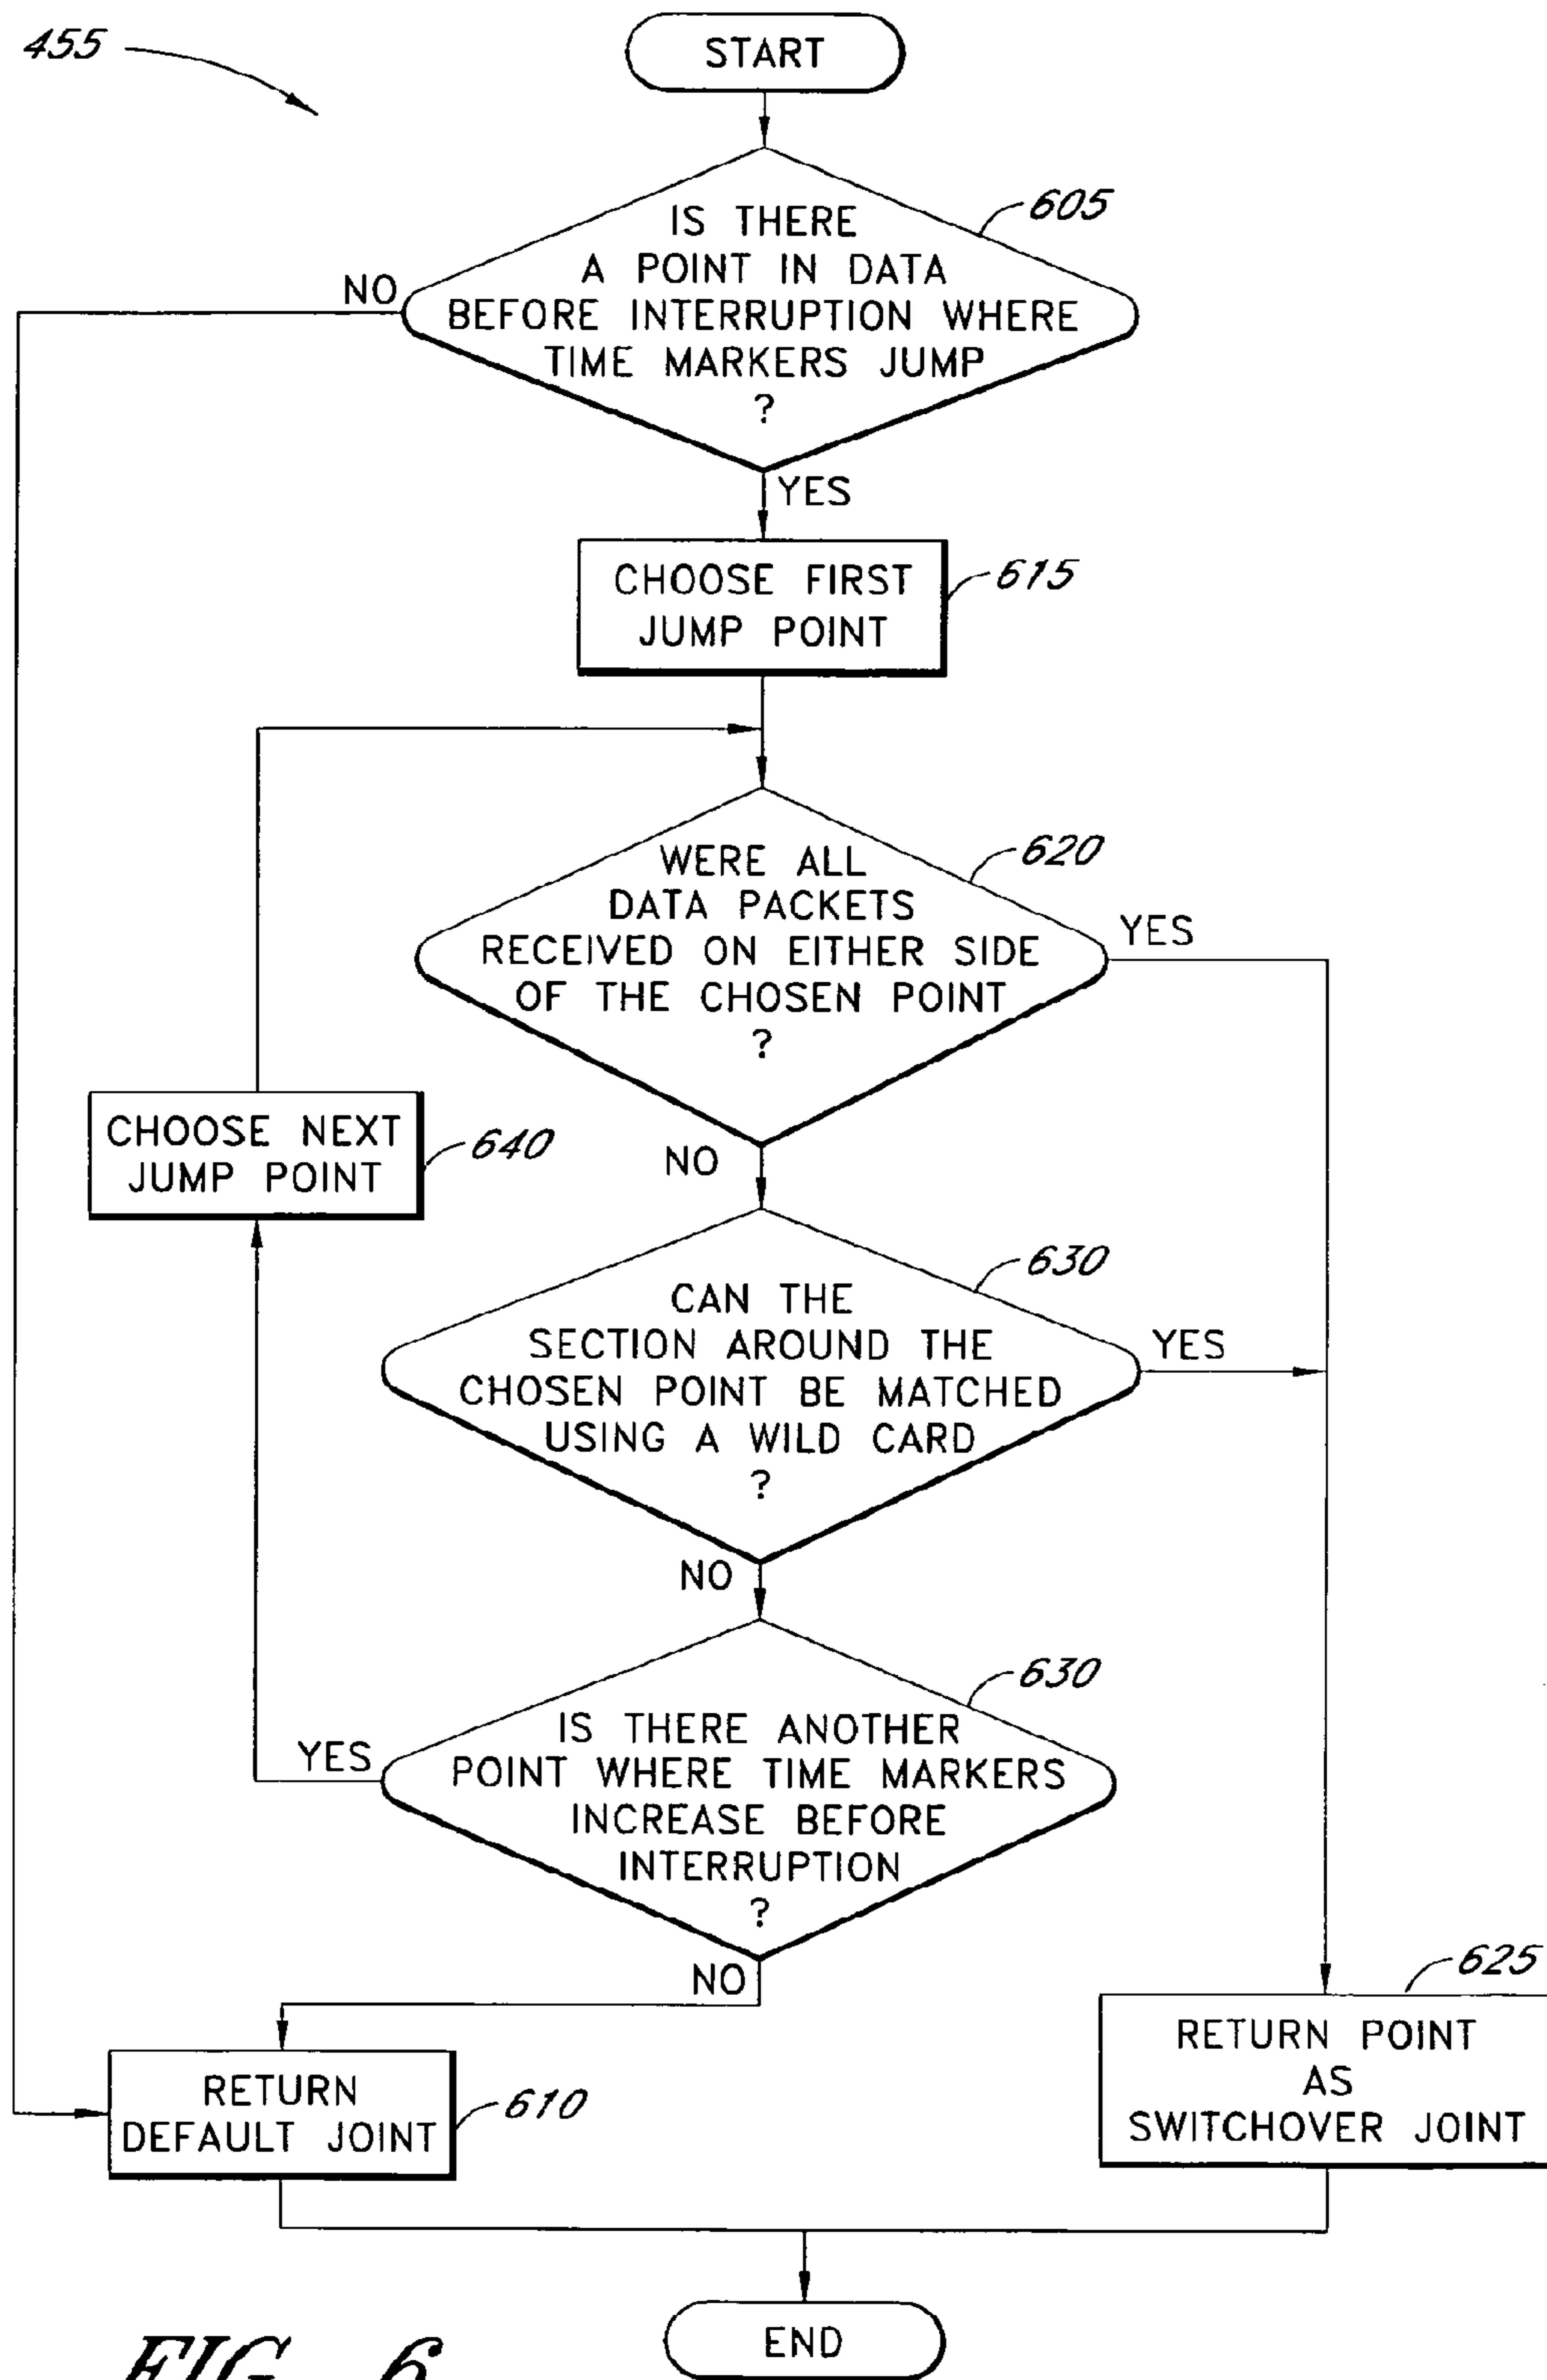 455
START
605
IS THERE
A POINT IN DATA
BEFORE INTERRUPTION WHERE
TIME MARKERS JUMP
?
NO
YES
CHOOSE FIRST
JUMP POINT
615
620
WERE ALL
DATA PACKETS
RECEIVED ON EITHER SIDE
OF THE CHOSEN POINT
?
YES
NO
CHOOSE NEXT
JUMP POINT
640
630
CAN THE
SECTION AROUND THE
CHOSEN POINT BE MATCHED
USING A WILD CARD
?
YES
NO
630
IS THERE ANOTHER
POINT WHERE TIME MARKERS
INCREASE BEFORE
INTERRUPTION
?
YES
NO
625
RETURN POINT
AS
SWITCHOVER JOINT
RETURN
DEFAULT JOINT
610
END
FIG. 6